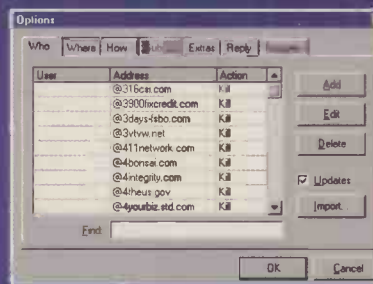 Options
Who Where How Extras Reply
User Address Action
@316csi.com Kill
@3900fixcredit.com Kill
@3days-fsbo.com Kill
@3vtvw.net Kill
@411network.com Kill
@4bonsai.com Kill
@4integrity.com Kill
@4theus.gov Kill
@4yourbiz.std.com Kill
Add
Edit
Delete
Updates
Import
Find:
OK Cancel